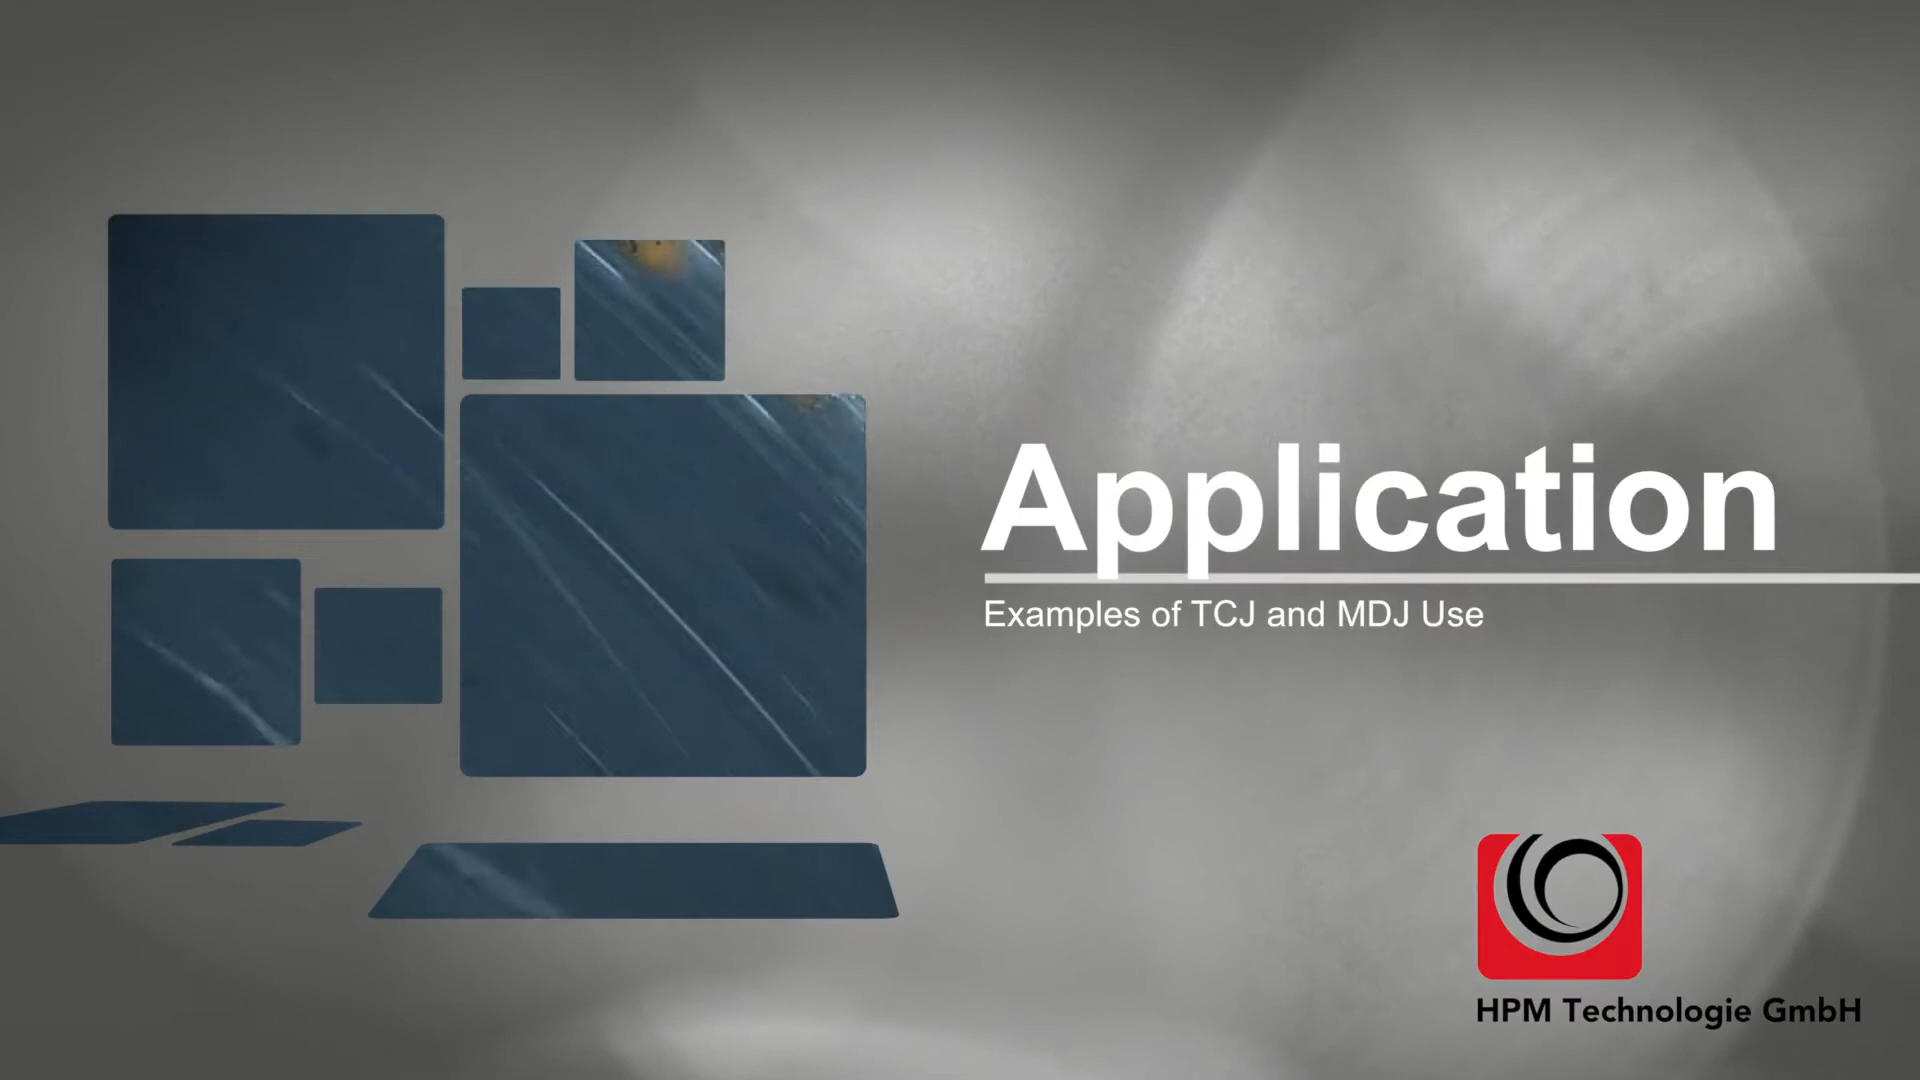 Application
Examples of TCJ and MDJ Use
HPM Technologie GmbH